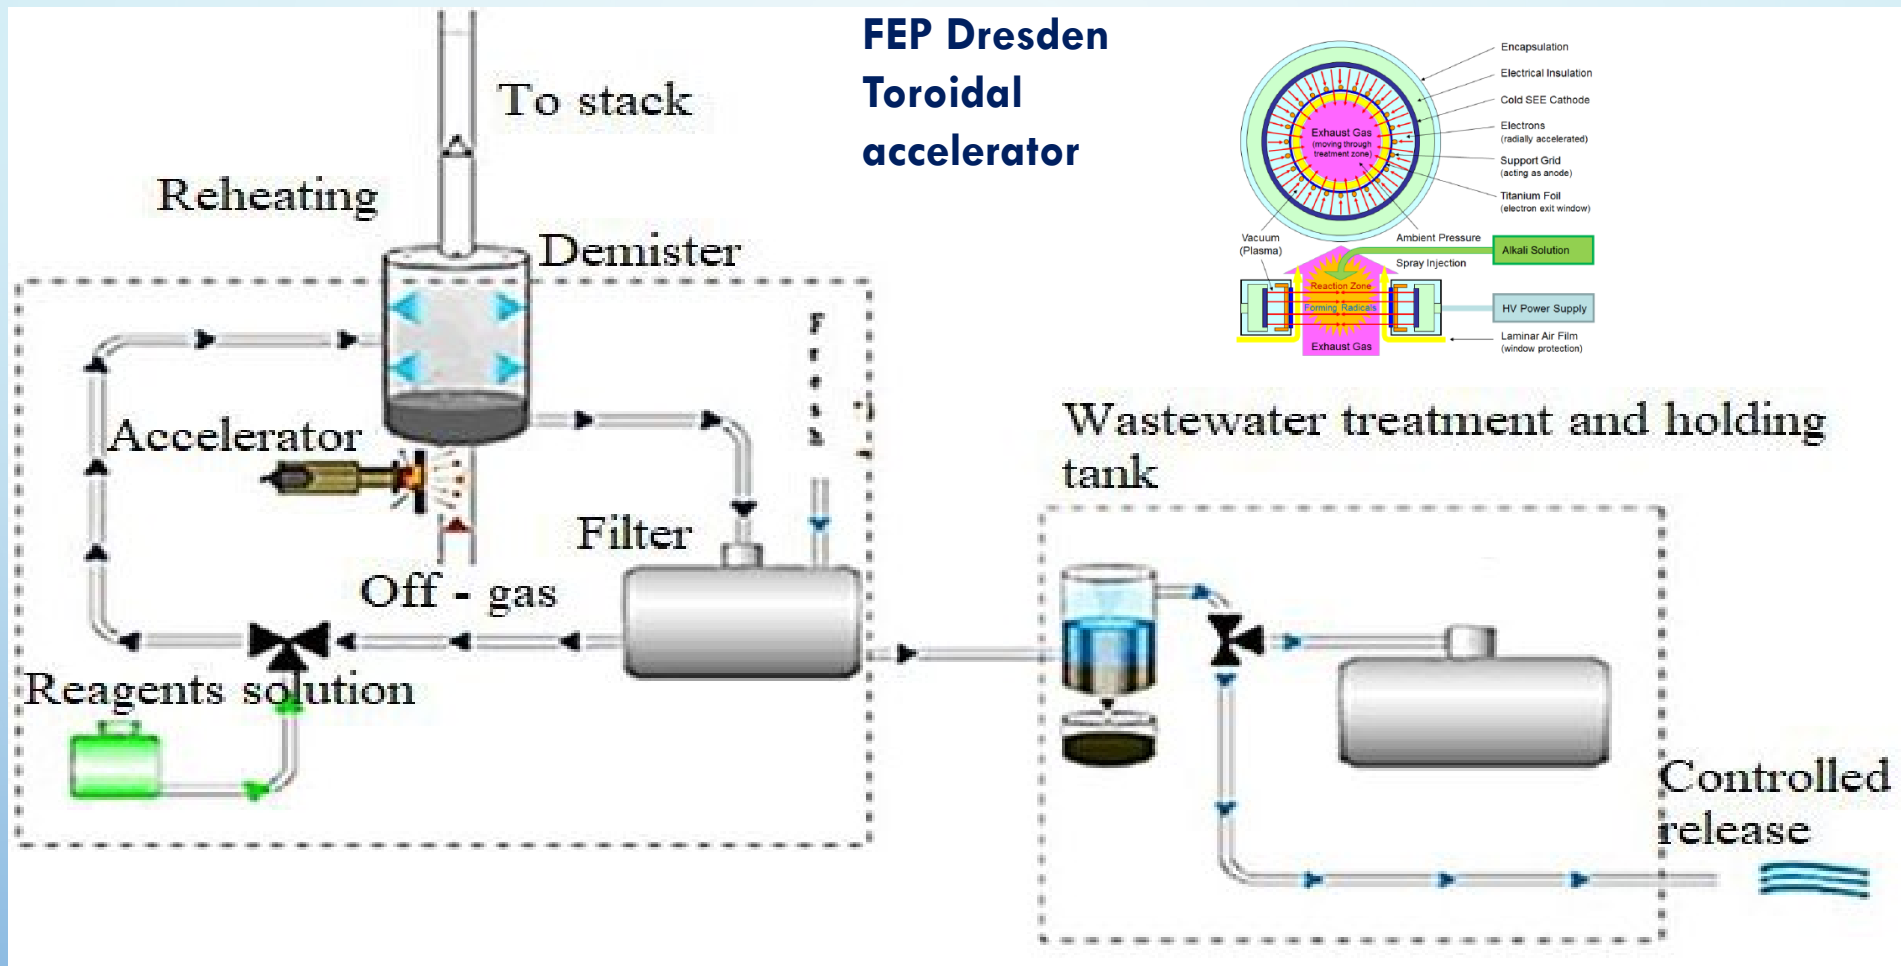 FEP Dresden
Toroidal
accelerator
To stack
Reheating
Demister
Accelerator
Filter
Off - gas
Reagents solution
Fresh
Encapsulation
Electrical Insulation
Cold SEE Cathode
Electrons
(radially accelerated)
Support Grid
(acting as anode)
Titanium Foil
(electron exit window)
Exhaust Gas
(moving through
treatment zone)
Vacuum
(Plasma)
Ambient Pressure
Spray Injection
Alkali Solution
Reaction Zone
Forming Radicals
HV Power Supply
Exhaust Gas
Laminar Air Film
(window protection)
Wastewater treatment and holding
tank
Controlled
release